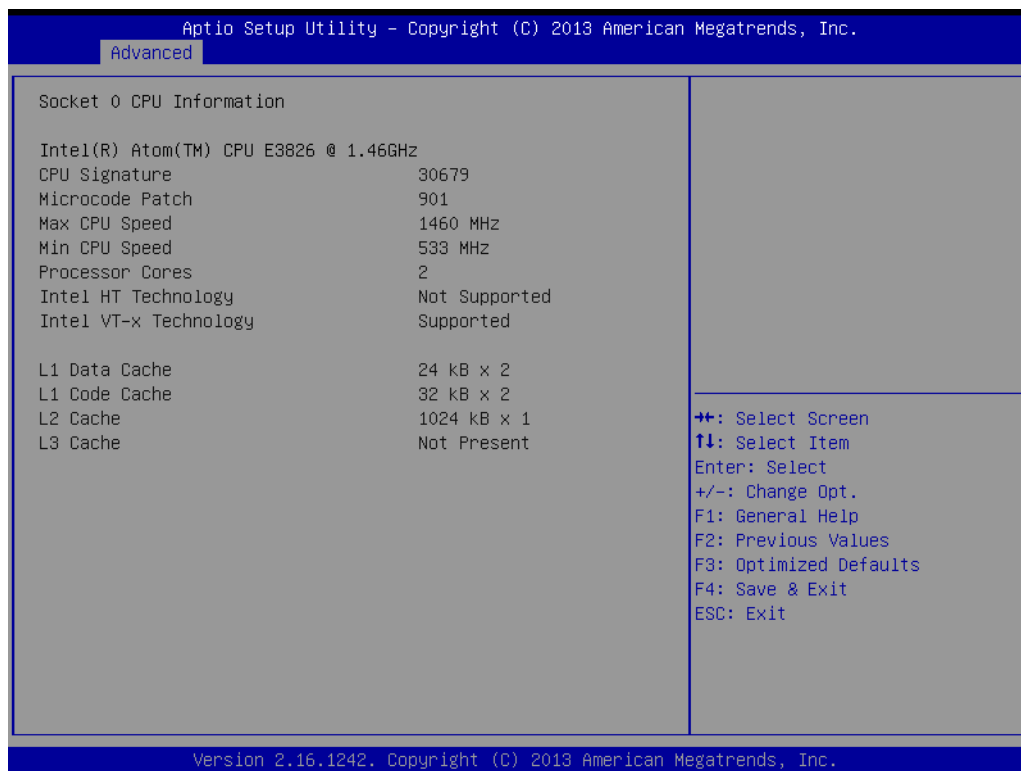 Aptio Setup Utility – Copyright (C) 2013 American Megatrends, Inc.
Advanced
Socket 0 CPU Information
Intel(R) Atom(TM) CPU E3826 @ 1.46GHz
CPU Signature 30679
Microcode Patch 901
Max CPU Speed 1460 MHz
Min CPU Speed 533 MHz
Processor Cores 2
Intel HT Technology Not Supported
Intel VT-x Technology Supported
L1 Data Cache 24 kB x 2
L1 Code Cache 32 kB x 2
L2 Cache 1024 kB x 1
L3 Cache Not Present
→←: Select Screen
↑↓: Select Item
Enter: Select
+/-: Change Opt.
F1: General Help
F2: Previous Values
F3: Optimized Defaults
F4: Save & Exit
ESC: Exit
Version 2.16.1242. Copyright (C) 2013 American Megatrends, Inc.